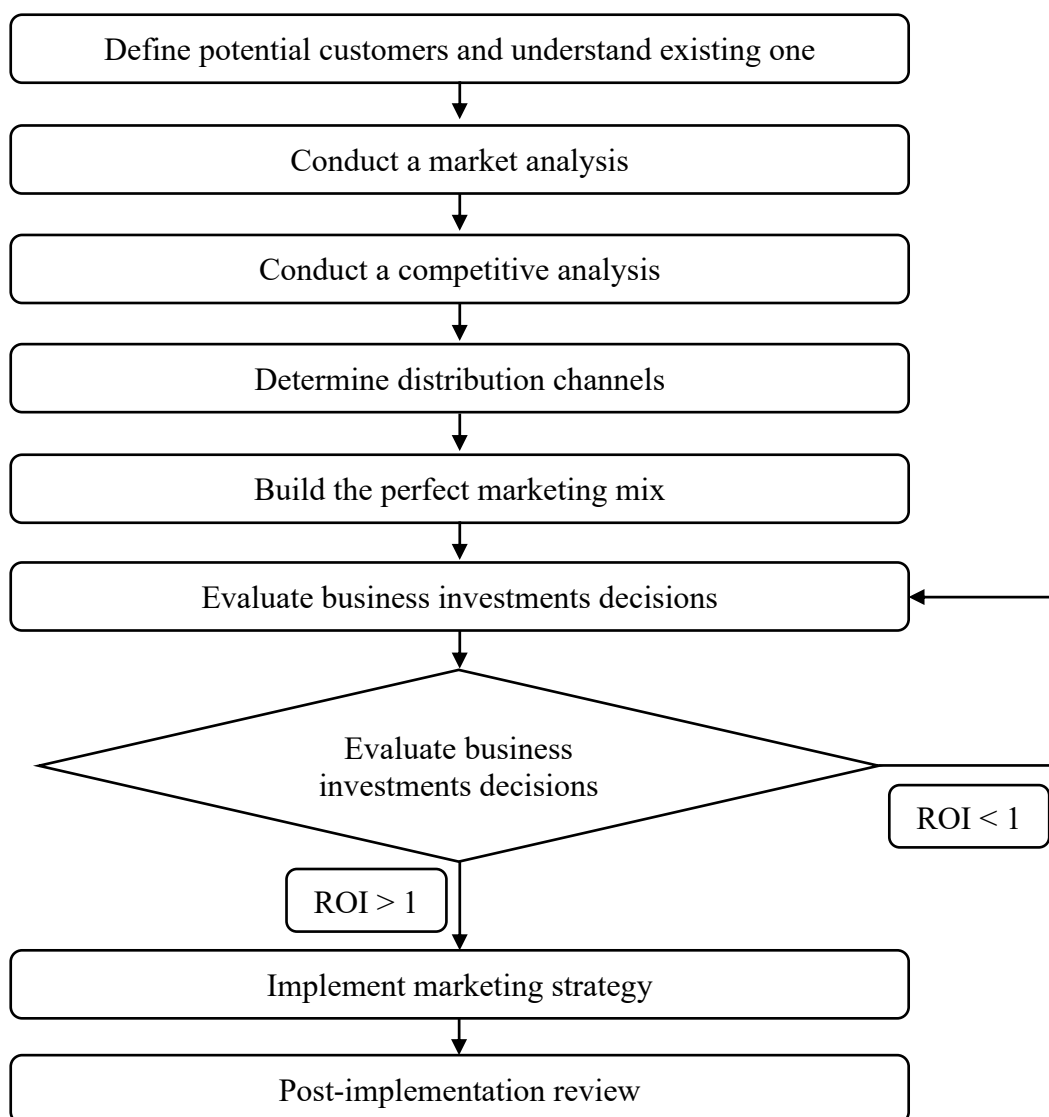 Define potential customers and understand existing one
Conduct a market analysis
Conduct a competitive analysis
Determine distribution channels
Build the perfect marketing mix
Evaluate business investments decisions
Evaluate business
investments decisions
ROI < 1
ROI > 1
Implement marketing strategy
Post-implementation review